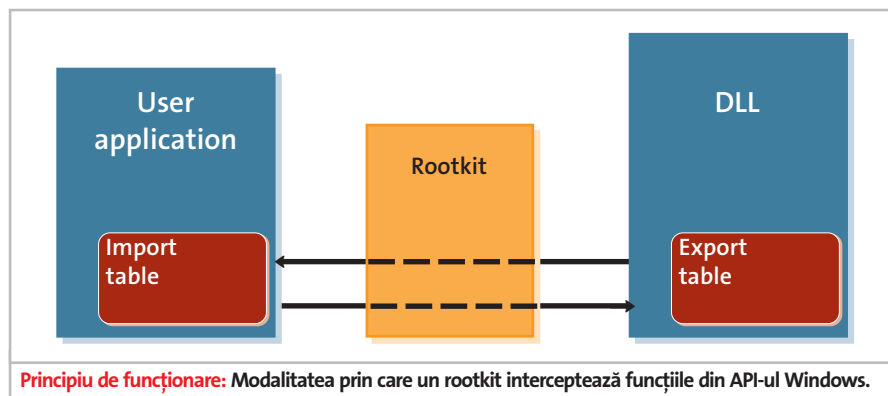 User
application
DLL
Rootkit
Import
table
Export
table
Principiu de funcționare: Modalitatea prin care un rootkit interceptează funcțiile din API-ul Windows.